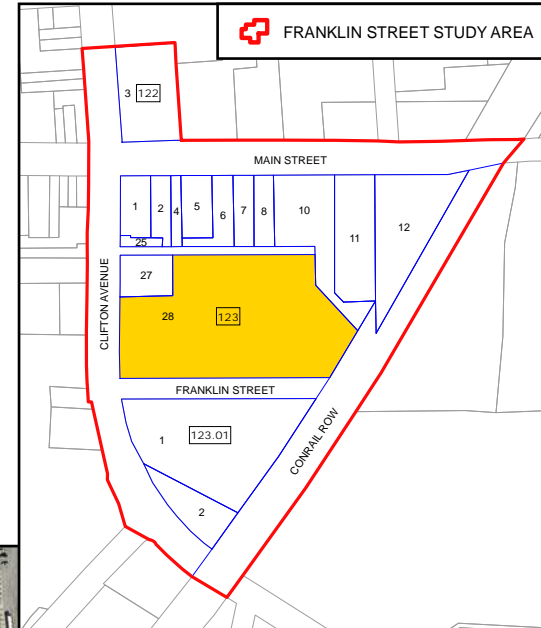 FRANKLIN STREET STUDY AREA
3 122
MAIN STREET
1 2 4 5 6 7 8 10 11 12
25
27
28 123
CLIFTON AVENUE
FRANKLIN STREET
1 123.01
CONRAIL ROW
2